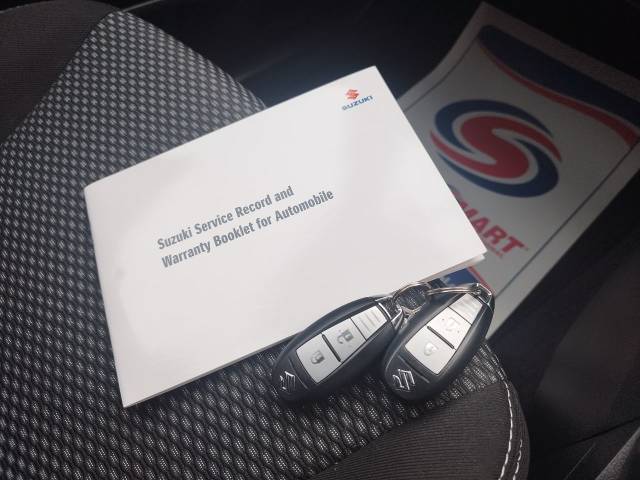 SUZUKI
Suzuki Service Record and
Warranty Booklet for Automobile
MART